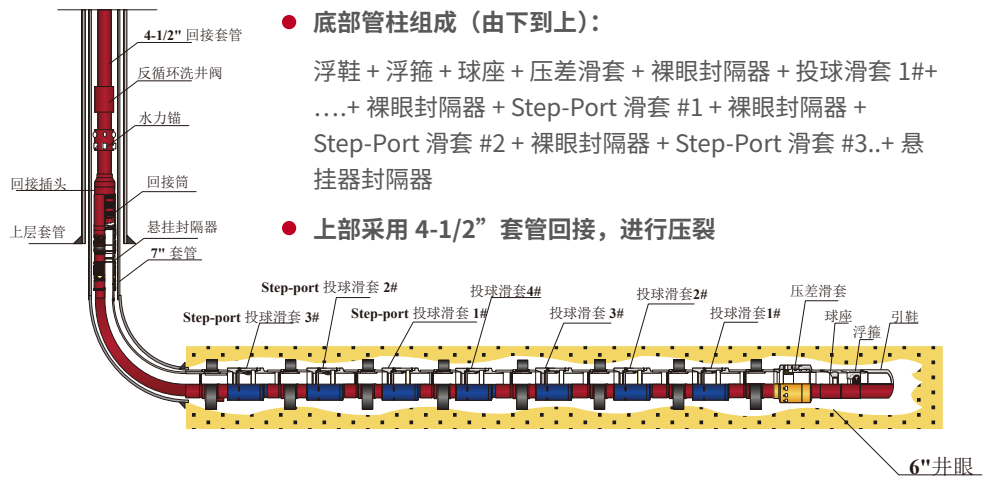 底部管柱组成（由下到上）：
浮鞋 + 浮箍 + 球座 + 压差滑套 + 裸眼封隔器 + 投球滑套 1#+
….+ 裸眼封隔器 + Step-Port 滑套 #1 + 裸眼封隔器 +
Step-Port 滑套 #2 + 裸眼封隔器 + Step-Port 滑套 #3..+ 悬
挂器封隔器
上部采用 4-1/2” 套管回接，进行压裂
4-1/2" 回接套管
反循环洗井阀
水力锚
回接插头
回接筒
上层套管
悬挂封隔器
7" 套管
Step-port 投球滑套 3#
Step-port 投球滑套 2#
Step-port 投球滑套 1#
投球滑套4#
投球滑套 3#
投球滑套2#
投球滑套1#
压差滑套
球座
浮箍
引鞋
6"井眼